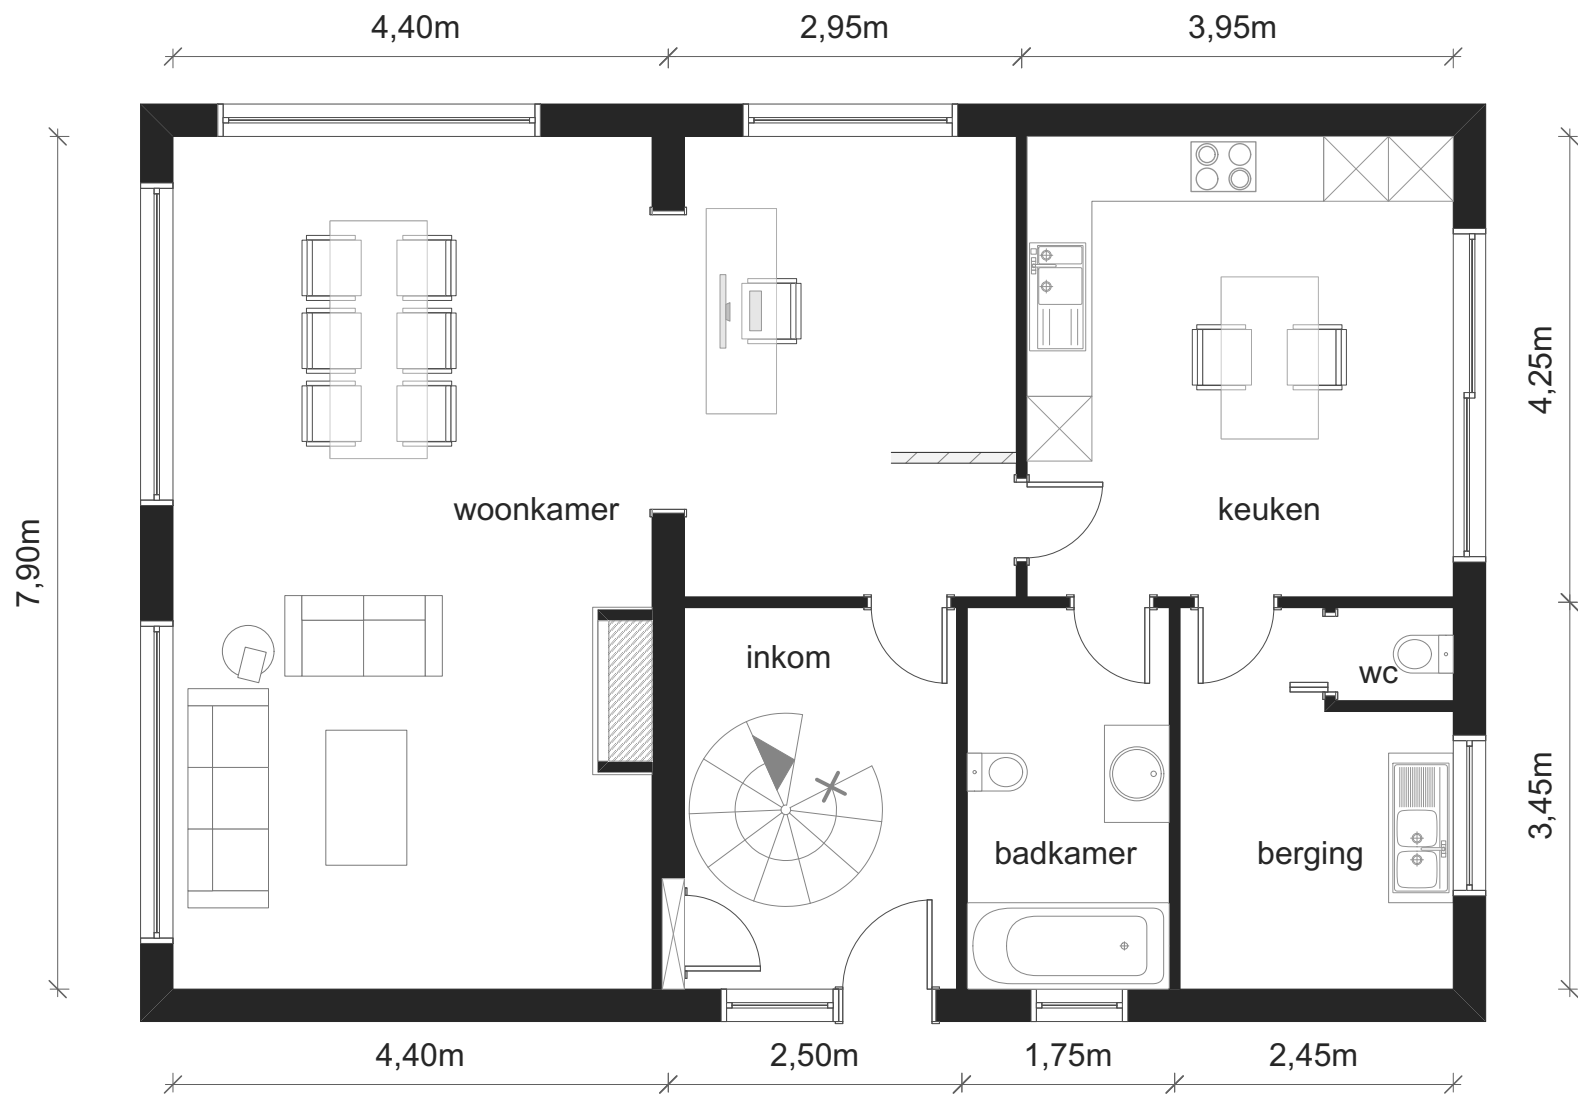 4,40m
2,95m
3,95m
4,25m
woonkamer
keuken
7,90m
inkom
wc
3,45m
badkamer
berging
4,40m
2,50m
1,75m
2,45m